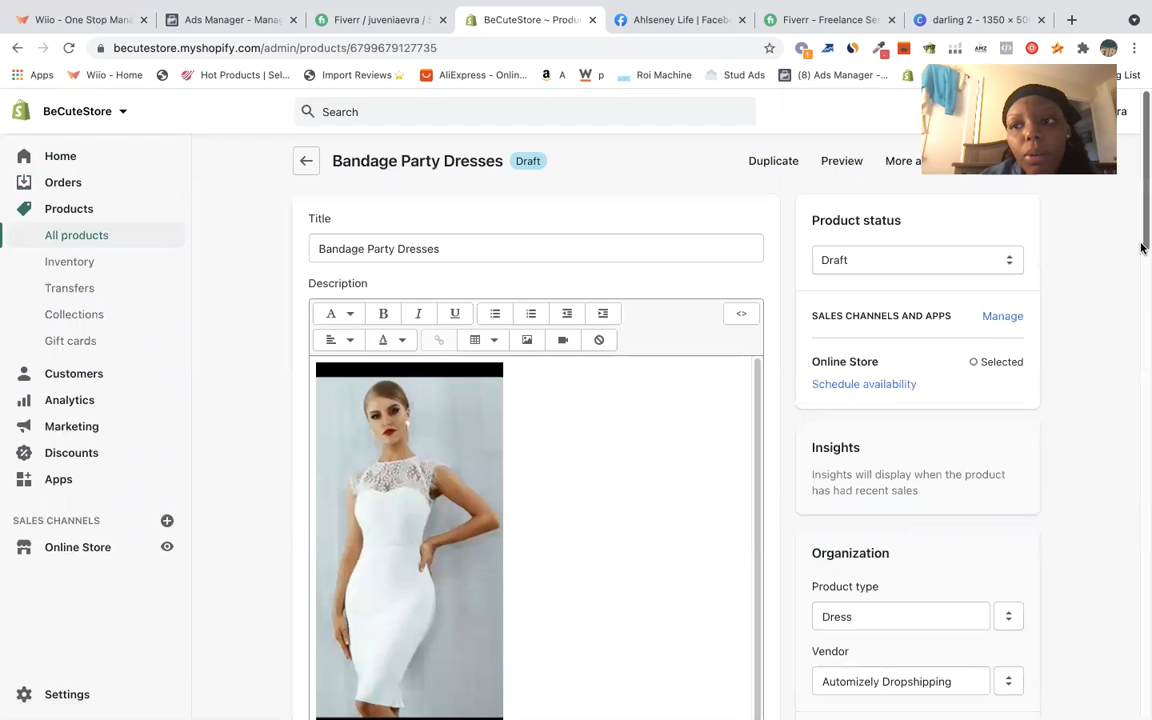 Wiio - One Stop Mana
Ads Manager - Manag
Fiverr / juveniaevra / S
BeCuteStore ~ Produ
Ahlseney Life | Facebo
Fiverr - Freelance Ser
darling 2 - 1350 × 50
becutestore.myshopify.com/admin/products/6799679127735
Apps
Wiio - Home
Hot Products | Sel...
Import Reviews
AliExpress - Onlin...
A
p
Roi Machine
Stud Ads
(8) Ads Manager -...
g List
BeCuteStore
Search
ra
Home
Orders
Products
All products
Inventory
Transfers
Collections
Gift cards
Customers
Analytics
Marketing
Discounts
Apps
SALES CHANNELS
Online Store
Settings
Bandage Party Dresses
Draft
Duplicate
Preview
More a
Title
Bandage Party Dresses
Description
A
B
I
U
<>
A
Product status
Draft
SALES CHANNELS AND APPS
Manage
Online Store
Selected
Schedule availability
Insights
Insights will display when the product
has had recent sales
Organization
Product type
Dress
Vendor
Automizely Dropshipping